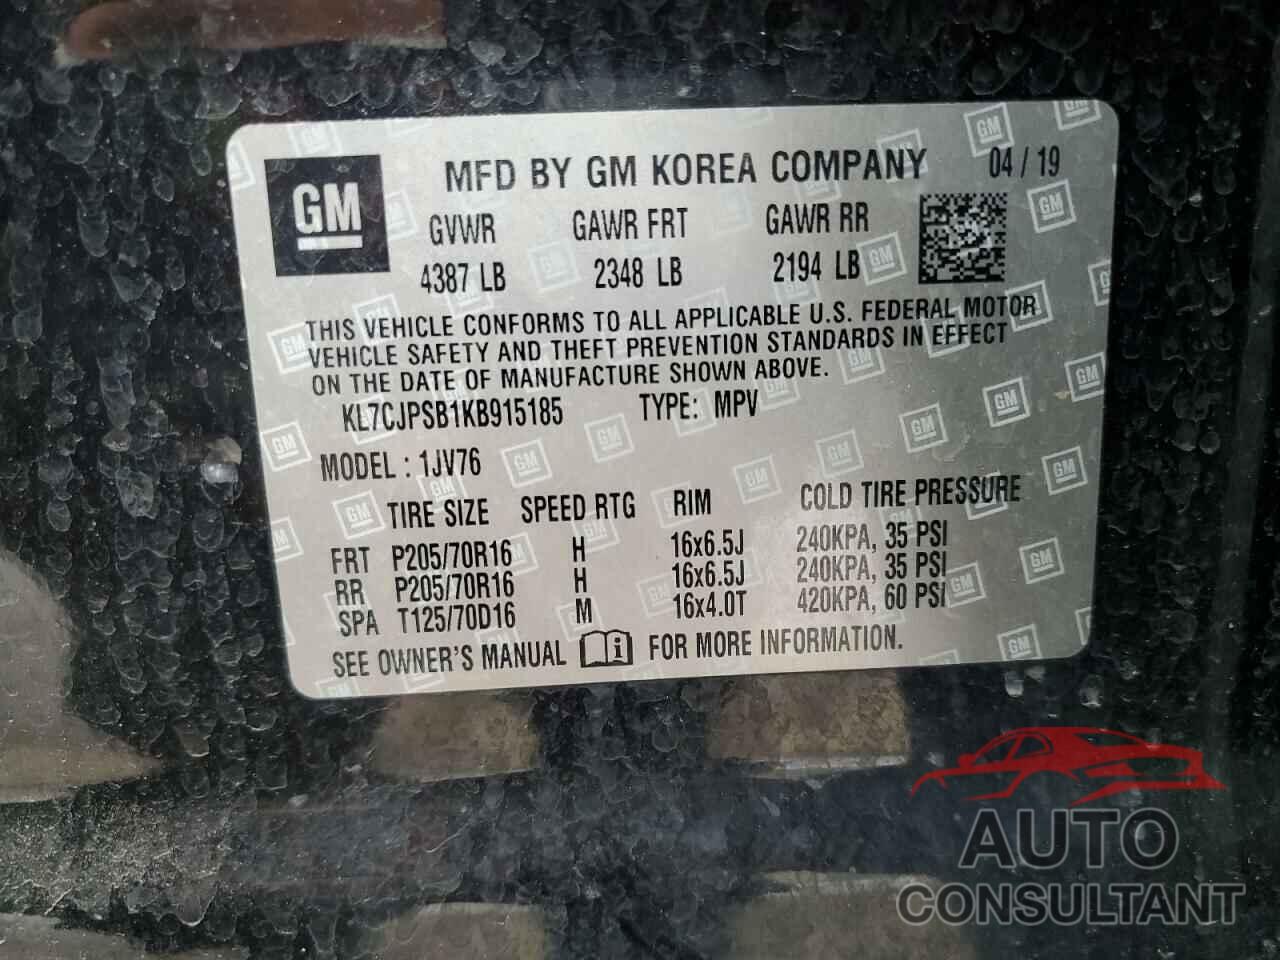 GM
MFD BY GM KOREA COMPANY 04 / 19
GVWR GAWR FRT GAWR RR
4387 LB 2348 LB 2194 LB
THIS VEHICLE CONFORMS TO ALL APPLICABLE U.S. FEDERAL MOTOR
VEHICLE SAFETY AND THEFT PREVENTION STANDARDS IN EFFECT
ON THE DATE OF MANUFACTURE SHOWN ABOVE.
KL7CJPSB1KB915185 TYPE: MPV
MODEL : 1JV76
TIRE SIZE SPEED RTG RIM COLD TIRE PRESSURE
FRT P205/70R16 H 16x6.5J 240KPA, 35 PSI
RR P205/70R16 H 16x6.5J 240KPA, 35 PSI
SPA T125/70D16 M 16x4.0T 420KPA, 60 PSI
SEE OWNER'S MANUAL i FOR MORE INFORMATION.
AUTO
CONSULTANT